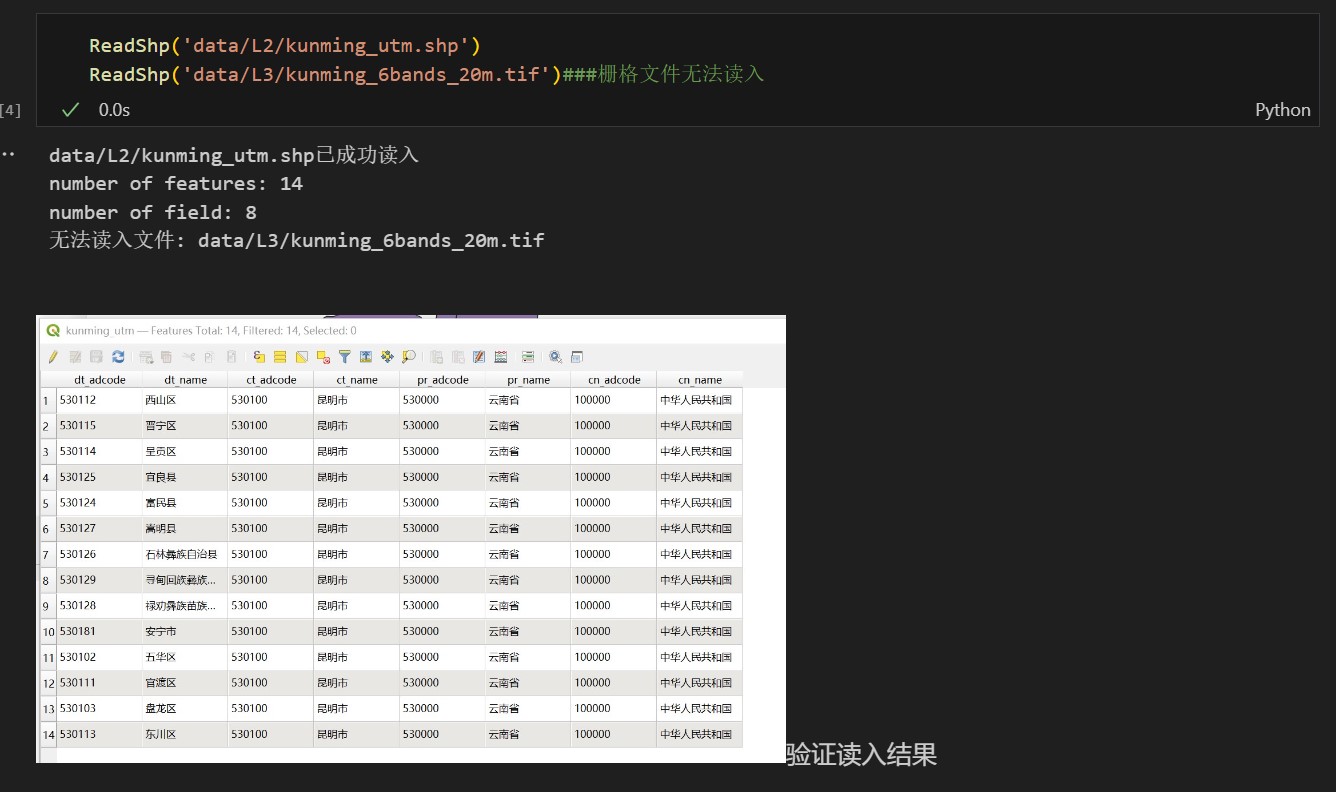 ReadShp('data/L2/kunming_utm.shp')
ReadShp('data/L3/kunming_6bands_20m.tif')###栅格文件无法读入
[4] 0.0s Python
data/L2/kunming_utm.shp已成功读入
number of features: 14
number of field: 8
无法读入文件: data/L3/kunming_6bands_20m.tif
kunming_utm — Features Total: 14, Filtered: 14, Selected: 0
dt_adcode dt_name ct_adcode ct_name pr_adcode pr_name cn_adcode cn_name
1 530112 西山区 530100 昆明市 530000 云南省 100000 中华人民共和国
2 530115 晋宁区 530100 昆明市 530000 云南省 100000 中华人民共和国
3 530114 呈贡区 530100 昆明市 530000 云南省 100000 中华人民共和国
4 530125 宜良县 530100 昆明市 530000 云南省 100000 中华人民共和国
5 530124 富民县 530100 昆明市 530000 云南省 100000 中华人民共和国
6 530127 嵩明县 530100 昆明市 530000 云南省 100000 中华人民共和国
7 530126 石林彝族自治县 530100 昆明市 530000 云南省 100000 中华人民共和国
8 530129 寻甸回族彝族... 530100 昆明市 530000 云南省 100000 中华人民共和国
9 530128 禄劝彝族苗族... 530100 昆明市 530000 云南省 100000 中华人民共和国
10 530181 安宁市 530100 昆明市 530000 云南省 100000 中华人民共和国
11 530102 五华区 530100 昆明市 530000 云南省 100000 中华人民共和国
12 530111 官渡区 530100 昆明市 530000 云南省 100000 中华人民共和国
13 530103 盘龙区 530100 昆明市 530000 云南省 100000 中华人民共和国
14 530113 东川区 530100 昆明市 530000 云南省 100000 中华人民共和国
验证读入结果